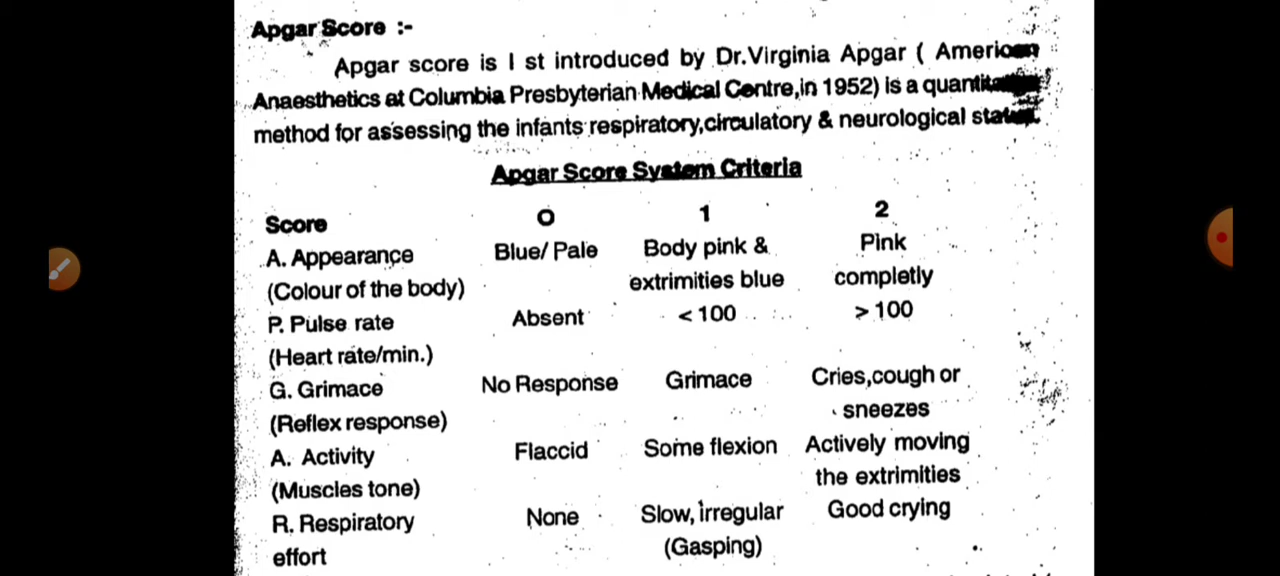 Apgar Score :-
Apgar score is I st introduced by Dr.Virginia Apgar ( American
Anaesthetics at Columbia Presbyterian Medical Centre,in 1952) is a
method for assessing the infants respiratory,circulatory & neurological
Apgar Score System Criteria
Score 0 1 2
A. Appearance Blue/ Pale Body pink & Pink
(Colour of the body) extrimities blue completly
P. Pulse rate Absent < 100 > 100
(Heart rate/min.)
G. Grimace No Response Grimace Cries,cough or
(Reflex response) sneezes
A. Activity Flaccid Some flexion Actively moving
(Muscles tone) the extrimities
R. Respiratory None Slow, irregular Good crying
effort (Gasping)